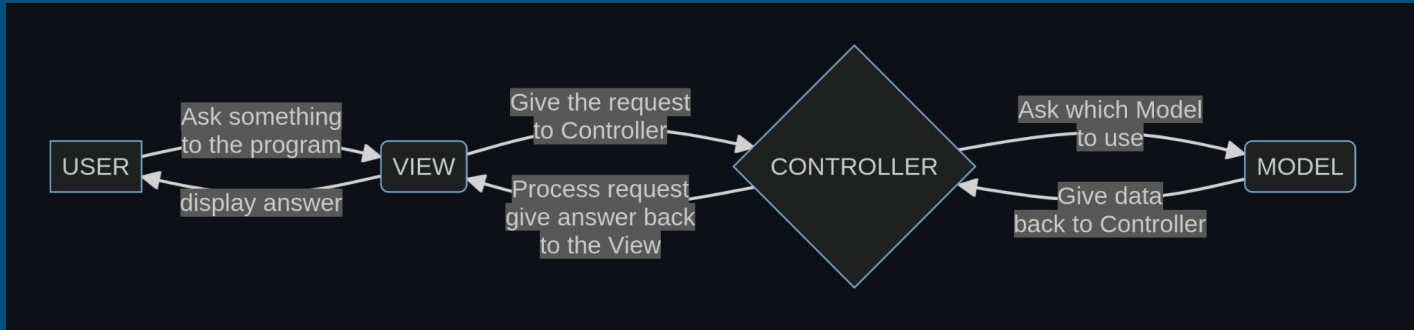 USER
Ask something
to the program
display answer
VIEW
Give the request
to Controller
Process request
give answer back
to the View
CONTROLLER
Ask which Model
to use
Give data
back to Controller
MODEL